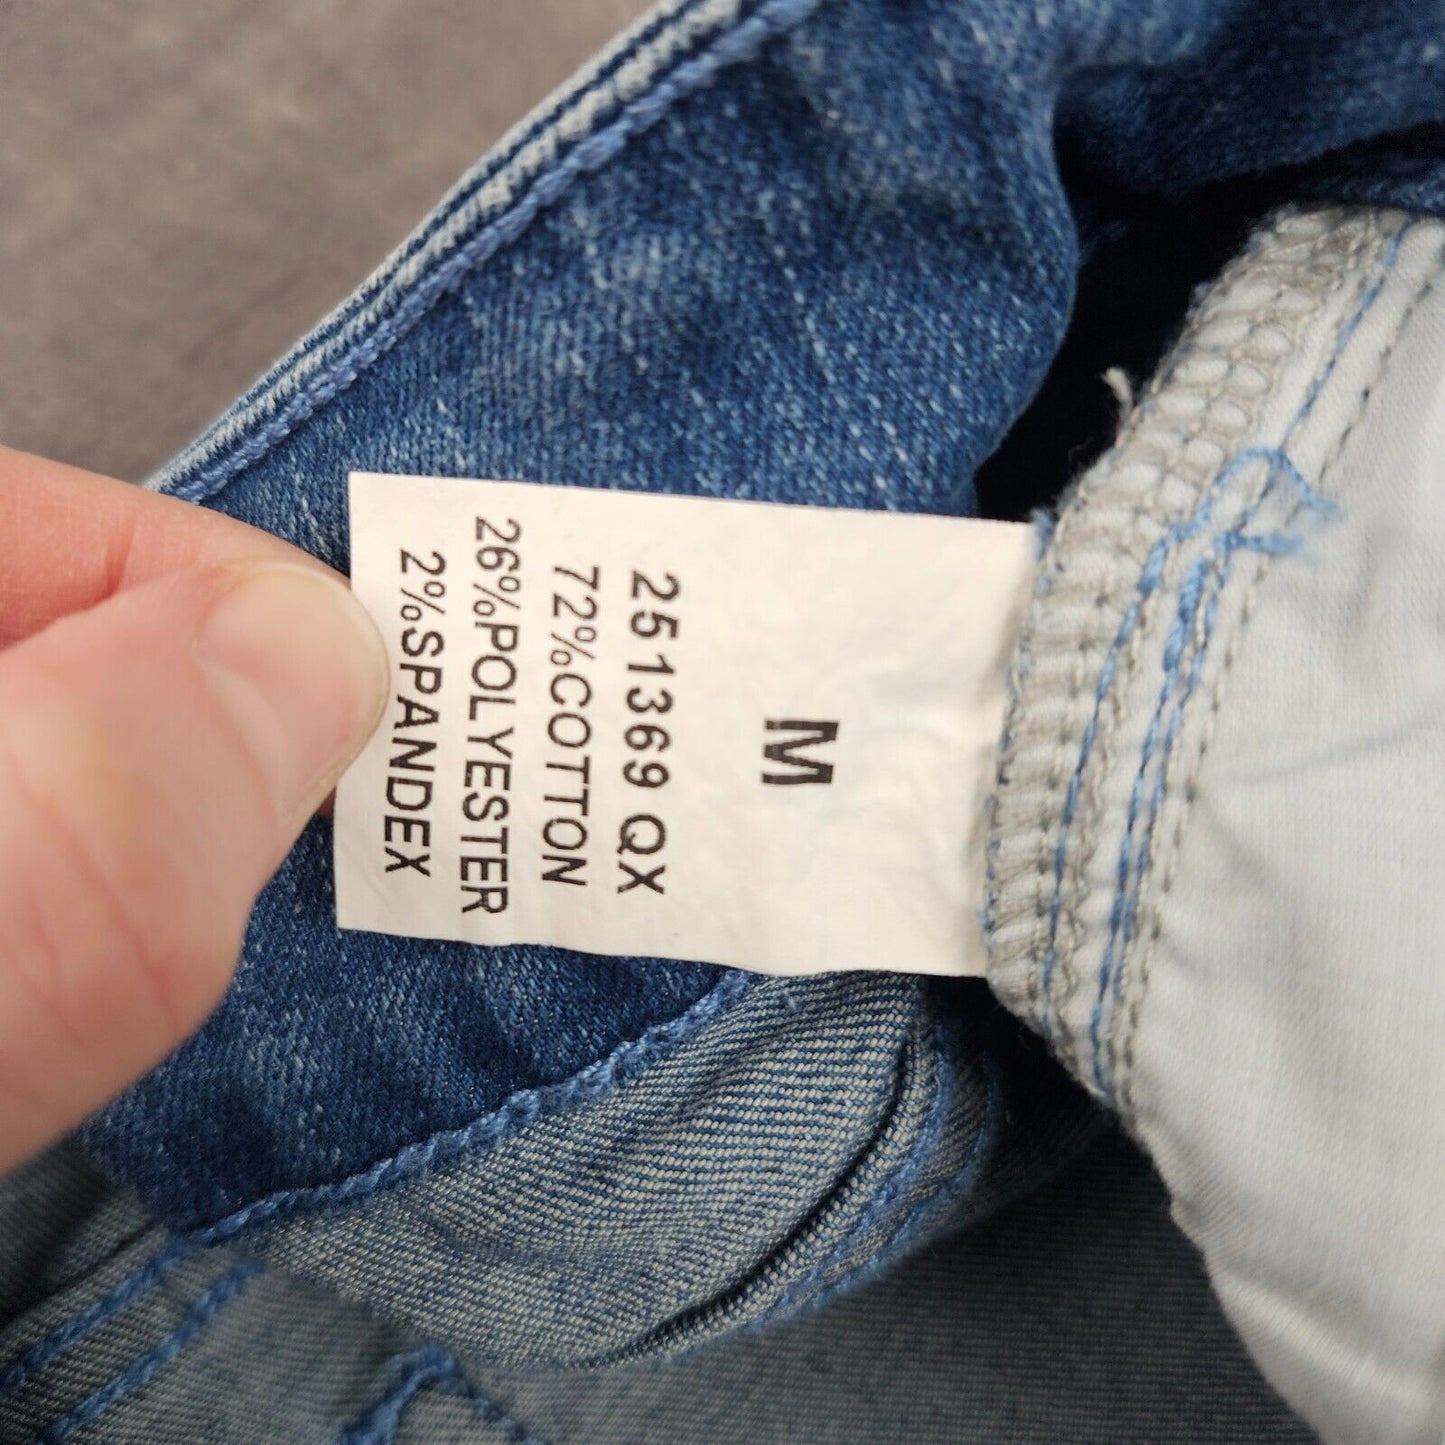 M
251369 QX
72%COTTON
26%POLYESTER
2%SPANDEX